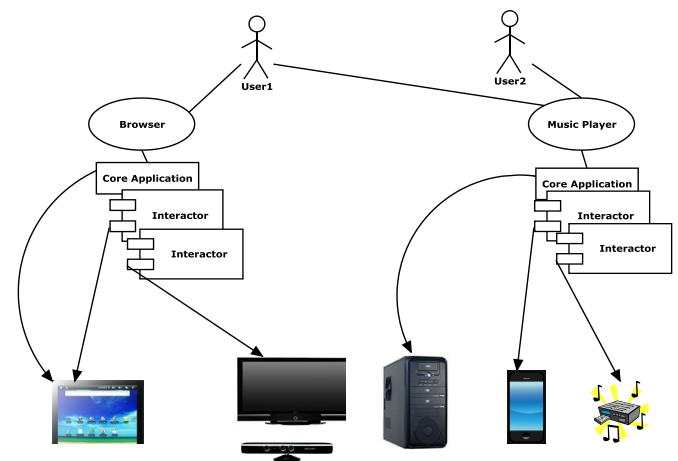 User1
User2
Browser
Music Player
Core Application
Interactor
Interactor
Core Application
Interactor
Interactor